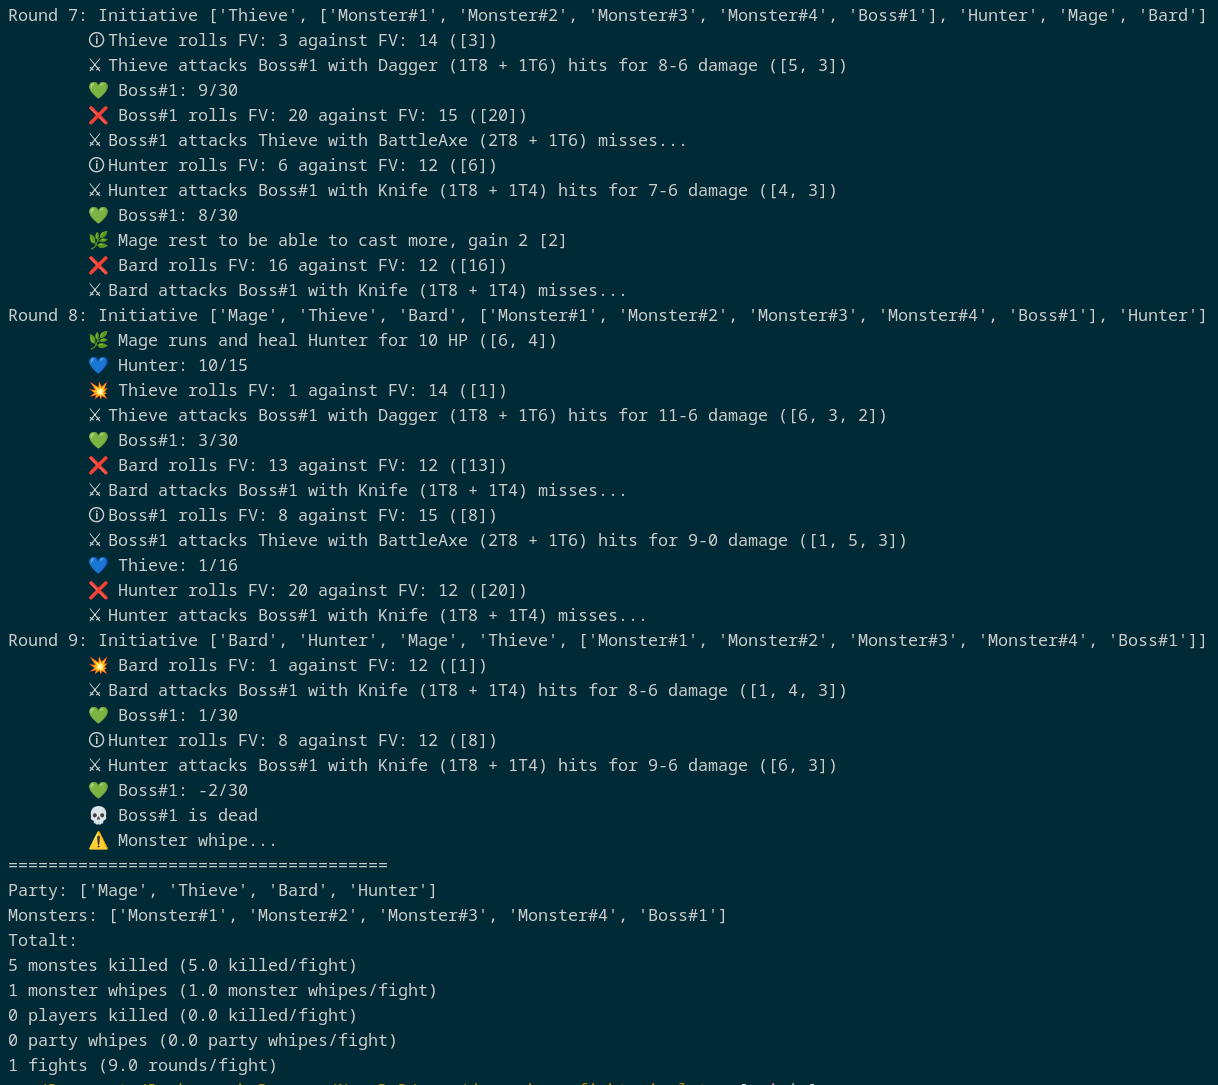 Round 7: Initiative ['Thieve', ['Monster#1', 'Monster#2', 'Monster#3', 'Monster#4', 'Boss#1'], 'Hunter', 'Mage', 'Bard']
ⓘ Thieve rolls FV: 3 against FV: 14 ([3])
⚔ Thieve attacks Boss#1 with Dagger (1T8 + 1T6) hits for 8-6 damage ([5, 3])
💚 Boss#1: 9/30
❌ Boss#1 rolls FV: 20 against FV: 15 ([20])
⚔ Boss#1 attacks Thieve with BattleAxe (2T8 + 1T6) misses...
ⓘ Hunter rolls FV: 6 against FV: 12 ([6])
⚔ Hunter attacks Boss#1 with Knife (1T8 + 1T4) hits for 7-6 damage ([4, 3])
💚 Boss#1: 8/30
🌿 Mage rest to be able to cast more, gain 2 [2]
❌ Bard rolls FV: 16 against FV: 12 ([16])
⚔ Bard attacks Boss#1 with Knife (1T8 + 1T4) misses...
Round 8: Initiative ['Mage', 'Thieve', 'Bard', ['Monster#1', 'Monster#2', 'Monster#3', 'Monster#4', 'Boss#1'], 'Hunter']
🌿 Mage runs and heal Hunter for 10 HP ([6, 4])
💙 Hunter: 10/15
💥 Thieve rolls FV: 1 against FV: 14 ([1])
⚔ Thieve attacks Boss#1 with Dagger (1T8 + 1T6) hits for 11-6 damage ([6, 3, 2])
💚 Boss#1: 3/30
❌ Bard rolls FV: 13 against FV: 12 ([13])
⚔ Bard attacks Boss#1 with Knife (1T8 + 1T4) misses...
ⓘ Boss#1 rolls FV: 8 against FV: 15 ([8])
⚔ Boss#1 attacks Thieve with BattleAxe (2T8 + 1T6) hits for 9-0 damage ([1, 5, 3])
💙 Thieve: 1/16
❌ Hunter rolls FV: 20 against FV: 12 ([20])
⚔ Hunter attacks Boss#1 with Knife (1T8 + 1T4) misses...
Round 9: Initiative ['Bard', 'Hunter', 'Mage', 'Thieve', ['Monster#1', 'Monster#2', 'Monster#3', 'Monster#4', 'Boss#1']]
💥 Bard rolls FV: 1 against FV: 12 ([1])
⚔ Bard attacks Boss#1 with Knife (1T8 + 1T4) hits for 8-6 damage ([1, 4, 3])
💚 Boss#1: 1/30
ⓘ Hunter rolls FV: 8 against FV: 12 ([8])
⚔ Hunter attacks Boss#1 with Knife (1T8 + 1T4) hits for 9-6 damage ([6, 3])
💚 Boss#1: -2/30
💀 Boss#1 is dead
⚠️ Monster whipe...
======================================
Party: ['Mage', 'Thieve', 'Bard', 'Hunter']
Monsters: ['Monster#1', 'Monster#2', 'Monster#3', 'Monster#4', 'Boss#1']
Totalt:
5 monstes killed (5.0 killed/fight)
1 monster whipes (1.0 monster whipes/fight)
0 players killed (0.0 killed/fight)
0 party whipes (0.0 party whipes/fight)
1 fights (9.0 rounds/fight)